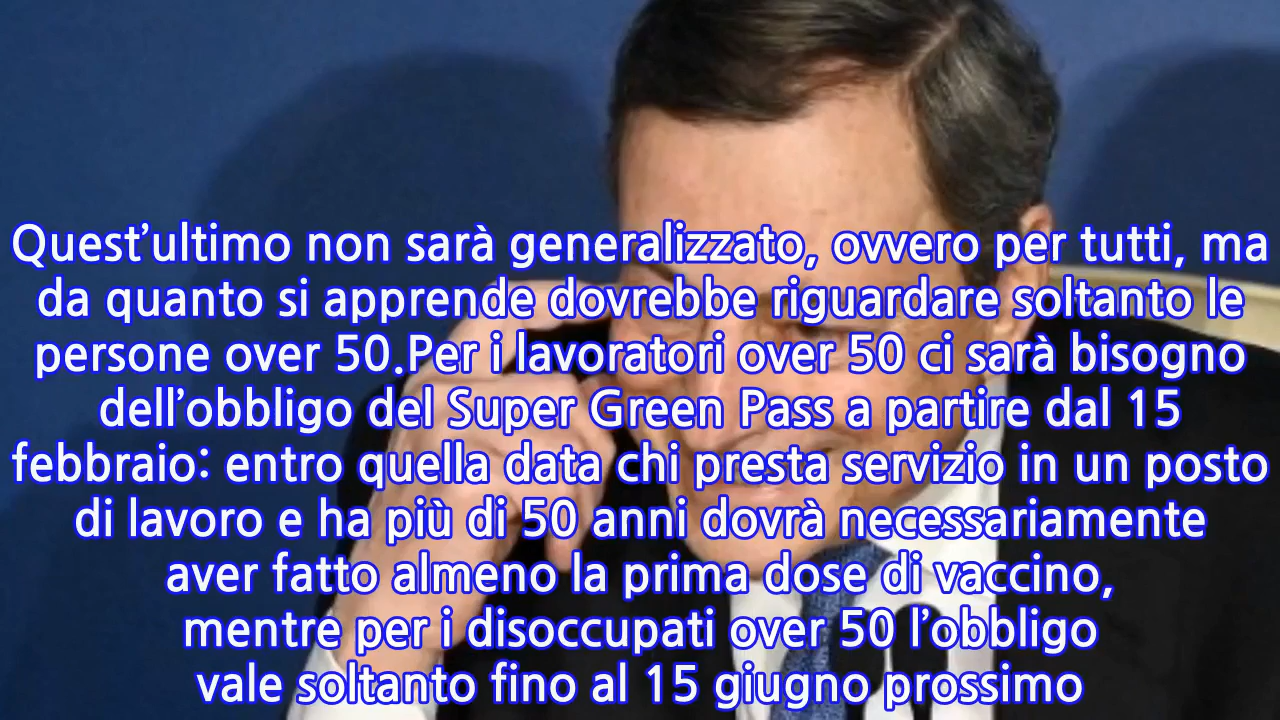 Quest'ultimo non sarà generalizzato, ovvero per tutti, ma
da quanto si apprende dovrebbe riguardare soltanto le
persone over 50.Per i lavoratori over 50 ci sarà bisogno
dell'obbligo del Super Green Pass a partire dal 15
febbraio: entro quella data chi presta servizio in un posto
di lavoro e ha più di 50 anni dovrà necessariamente
aver fatto almeno la prima dose di vaccino,
mentre per i disoccupati over 50 l'obbligo
vale soltanto fino al 15 giugno prossimo